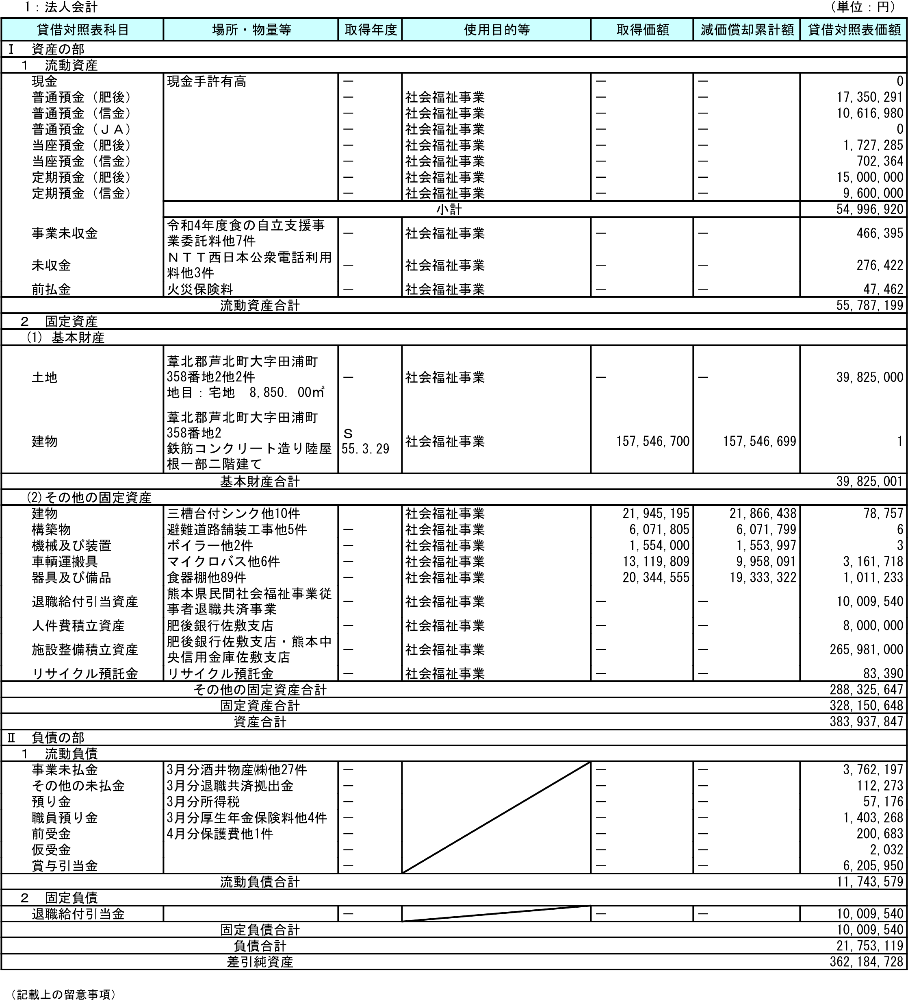 1：法人会計 （単位：円）
貸借対照表科目 場所・物量等 取得年度 使用目的等 取得価額 減価償却累計額 貸借対照表価額
Ⅰ　資産の部
１　流動資産
現金 現金手許有高 － － － 0
普通預金（肥後） － 社会福祉事業 － － 17,350,291
普通預金（信金） － 社会福祉事業 － － 10,616,980
普通預金（ＪＡ） － 社会福祉事業 － － 0
当座預金（肥後） － 社会福祉事業 － － 1,727,285
当座預金（信金） － 社会福祉事業 － － 702,364
定期預金（肥後） － 社会福祉事業 － － 15,000,000
定期預金（信金） － 社会福祉事業 － － 9,600,000
小計 54,996,920
事業未収金 令和4年度食の自立支援事
業委託料他7件 － 社会福祉事業 － － 466,395
未収金 ＮＴＴ西日本公衆電話利用
料他3件 － 社会福祉事業 － － 276,422
前払金 火災保険料 － 社会福祉事業 － － 47,462
流動資産合計 55,787,199
２　固定資産
(1) 基本財産
土地 葦北郡芦北町大字田浦町
358番地2他2件
地目：宅地　8,850. 00㎡ － 社会福祉事業 － － 39,825,000
建物 葦北郡芦北町大字田浦町
358番地2
鉄筋コンクリート造り陸屋
根一部二階建て Ｓ
55.3.29 社会福祉事業 157,546,700 157,546,699 1
基本財産合計 39,825,001
(2)その他の固定資産
建物 三槽台付シンク他10件 社会福祉事業 21,945,195 21,866,438 78,757
構築物 避難道路舗装工事他5件 － 社会福祉事業 6,071,805 6,071,799 6
機械及び装置 ボイラー他2件 － 社会福祉事業 1,554,000 1,553,997 3
車輌運搬具 マイクロバス他6件 － 社会福祉事業 13,119,809 9,958,091 3,161,718
器具及び備品 食器棚他89件 － 社会福祉事業 20,344,555 19,333,322 1,011,233
退職給付引当資産 熊本県民間社会福祉事業従
事者退職共済事業 － 社会福祉事業 － － 10,009,540
人件費積立資産 肥後銀行佐敷支店 － 社会福祉事業 － － 8,000,000
施設整備積立資産 肥後銀行佐敷支店・熊本中
央信用金庫佐敷支店 － 社会福祉事業 － － 265,981,000
リサイクル預託金 リサイクル預託金 － 社会福祉事業 － － 83,390
その他の固定資産合計 288,325,647
固定資産合計 328,150,648
資産合計 383,937,847
Ⅱ　負債の部
１　流動負債
事業未払金 3月分酒井物産㈱他27件 － － － 3,762,197
その他の未払金 3月分退職共済拠出金 － － － 112,273
預り金 3月分所得税 － － － 57,176
職員預り金 3月分厚生年金保険料他4件 － － － 1,403,268
前受金 4月分保護費他1件 － － － 200,683
仮受金 － － － 2,032
賞与引当金 － － － 6,205,950
流動負債合計 11,743,579
２　固定負債
退職給付引当金 － － － 10,009,540
固定負債合計 10,009,540
負債合計 21,753,119
差引純資産 362,184,728
（記載上の留意事項）